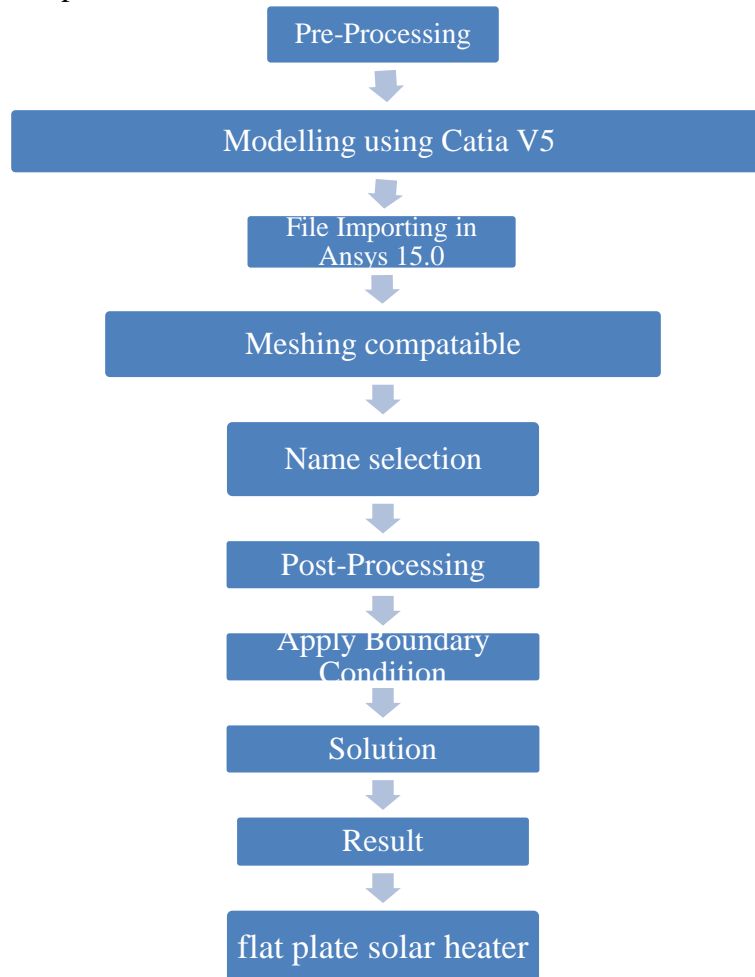 Pre-Processing
Modelling using Catia V5
File Importing in
Ansys 15.0
Meshing compataible
Name selection
Post-Processing
Apply Boundary
Condition
Solution
Result
flat plate solar heater